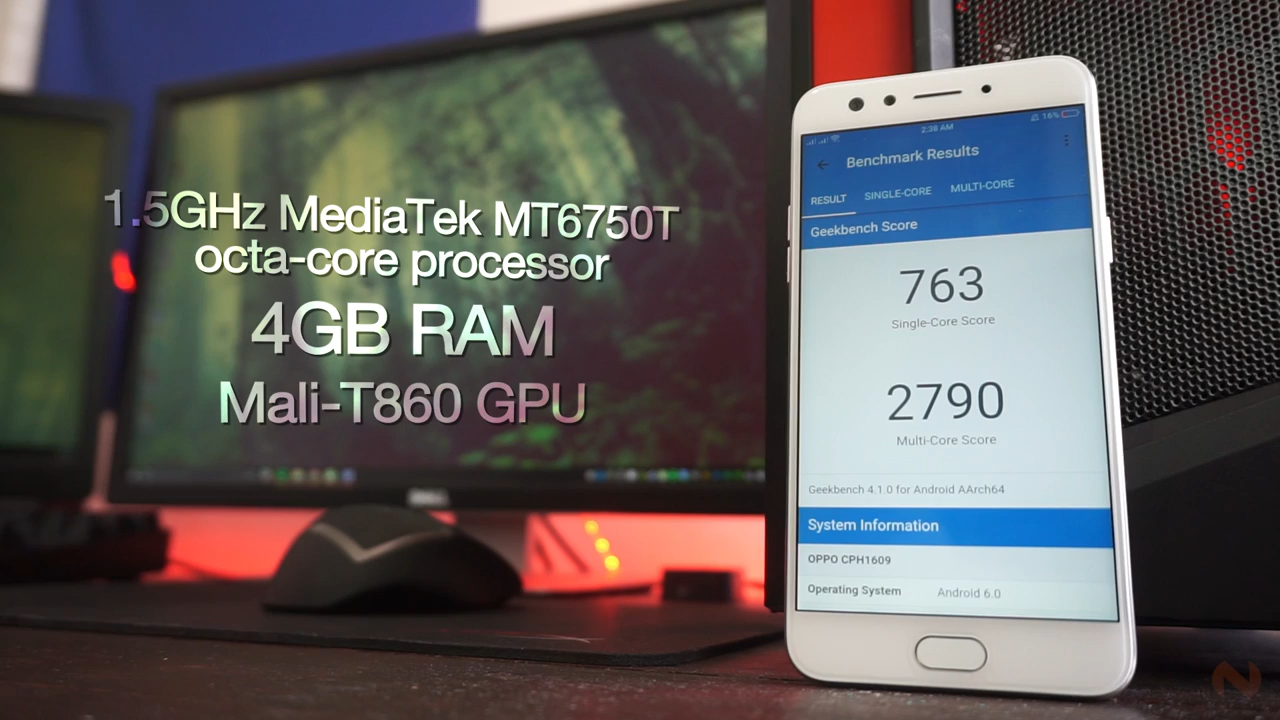 1.5GHz MediaTek MT6750T
octa-core processor
4GB RAM
Mali-T860 GPU
2:38 AM
16%
Benchmark Results
RESULT SINGLE-CORE MULTI-CORE
Geekbench Score
763
Single-Core Score
2790
Multi-Core Score
Geekbench 4.1.0 for Android AArch64
System Information
OPPO CPH1609
Operating System Android 6.0
DELL
N